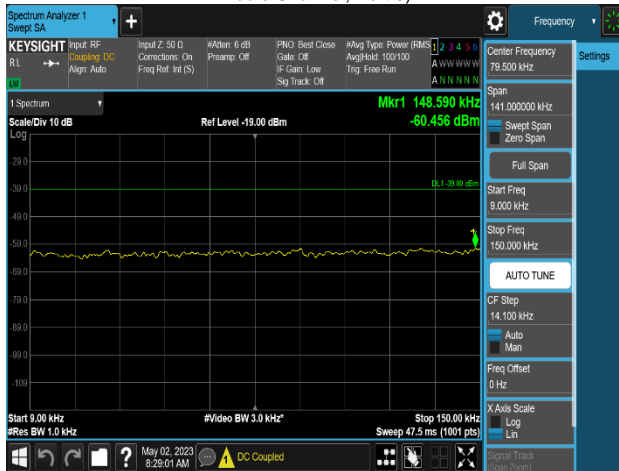 Spectrum Analyzer 1
Swept SA
Frequency
KEYSIGHT
RL
Input: RF
Coupling: DC
Align: Auto
Input Z: 50 Ω
Corrections: On
Freq Ref: Int (S)
#Atten: 6 dB
Preamp: Off
PNO: Best Close
Gate: Off
IF Gain: Low
Sig Track: Off
#Avg Type: Power (RMS
Avg|Hold: 100/100
Trig: Free Run
1 2 3 4 5 6
A W W W W W
A N N N N N
1 Spectrum
Scale/Div 10 dB
Log
Ref Level -19.00 dBm
Mkr1 148.590 kHz
-60.456 dBm
-29.0
-39.0
-49.0
-59.0
-69.0
-79.0
-89.0
-99.0
-109
DL1 -39.00 dBm
1
Start 9.00 kHz
#Res BW 1.0 kHz
#Video BW 3.0 kHz*
Stop 150.00 kHz
Sweep 47.5 ms (1001 pts)
May 02, 2023
8:29:01 AM
DC Coupled
Center Frequency
79.500 kHz
Settings
Span
141.000000 kHz
Swept Span
Zero Span
Full Span
Start Freq
9.000 kHz
Stop Freq
150.000 kHz
AUTO TUNE
CF Step
14.100 kHz
Auto
Man
Freq Offset
0 Hz
X Axis Scale
Log
Lin
Signal Track
(Span Zoom)